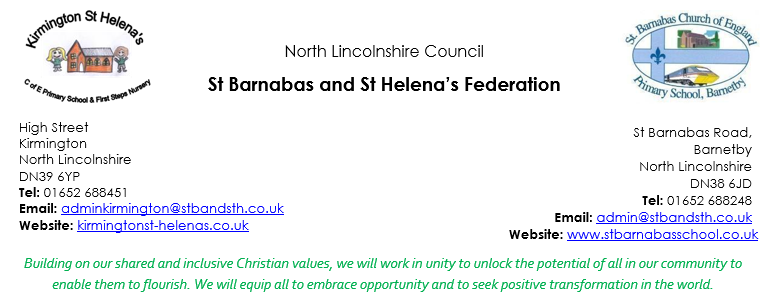 Kirmington St Helena's
C of E Primary School & First Steps Nursery
North Lincolnshire Council
St Barnabas and St Helena's Federation
St. Barnabas Church of England
Primary School, Barnetby
High Street
Kirmington
North Lincolnshire
DN39 6YP
Tel: 01652 688451
Email: adminkirmington@stbandsth.co.uk
Website: kirmingtonst-helenas.co.uk
St Barnabas Road,
Barnetby
North Lincolnshire
DN38 6JD
Tel: 01652 688248
Email: admin@stbandsth.co.uk
Website: www.stbarnabasschool.co.uk
Building on our shared and inclusive Christian values, we will work in unity to unlock the potential of all in our community to
enable them to flourish. We will equip all to embrace opportunity and to seek positive transformation in the world.